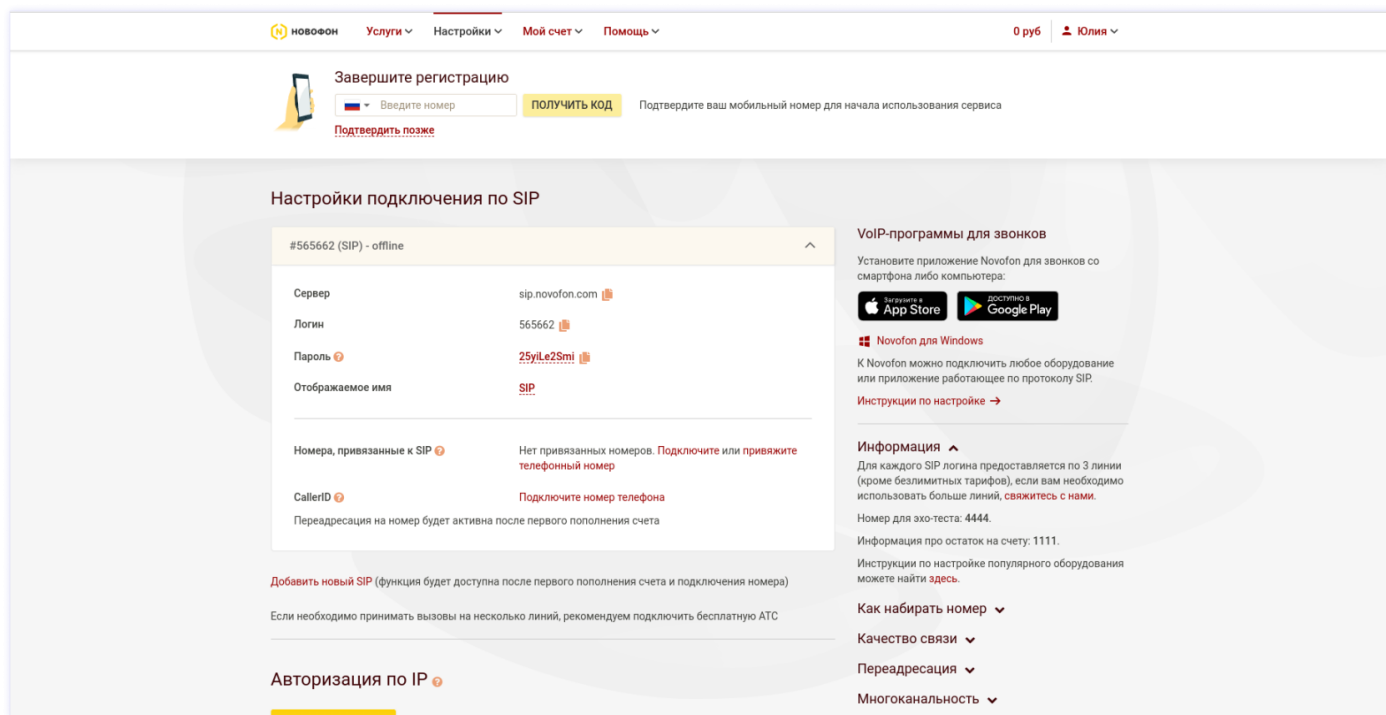 НОВОФОН Услуги Настройки Мой счет Помощь 0 руб Юлия
Завершите регистрацию
Введите номер ПОЛУЧИТЬ КОД Подтвердите ваш мобильный номер для начала использования сервиса
Подтвердить позже
Настройки подключения по SIP
#565662 (SIP) - offline
Сервер sip.novofon.com
Логин 565662
Пароль 25yiLe2Smi
Отображаемое имя SIP
Номера, привязанные к SIP Нет привязанных номеров. Подключите или привяжите
телефонный номер
CallerID Подключите номер телефона
Переадресация на номер будет активна после первого пополнения счета
Добавить новый SIP (функция будет доступна после первого пополнения счета и подключения номера)
Если необходимо принимать вызовы на несколько линий, рекомендуем подключить бесплатную АТС
Авторизация по IP
VoIP-программы для звонков
Установите приложение Novofon для звонков со
смартфона либо компьютера:
Загрузите в
App Store
ДОСТУПНО В
Google Play
Novofon для Windows
К Novofon можно подключить любое оборудование
или приложение работающее по протоколу SIP.
Инструкции по настройке →
Информация
Для каждого SIP логина предоставляется по 3 линии
(кроме безлимитных тарифов), если вам необходимо
использовать больше линий, свяжитесь с нами.
Номер для эхо-теста: 4444.
Информация про остаток на счету: 1111.
Инструкции по настройке популярного оборудования
можете найти здесь.
Как набирать номер
Качество связи
Переадресация
Многоканальность